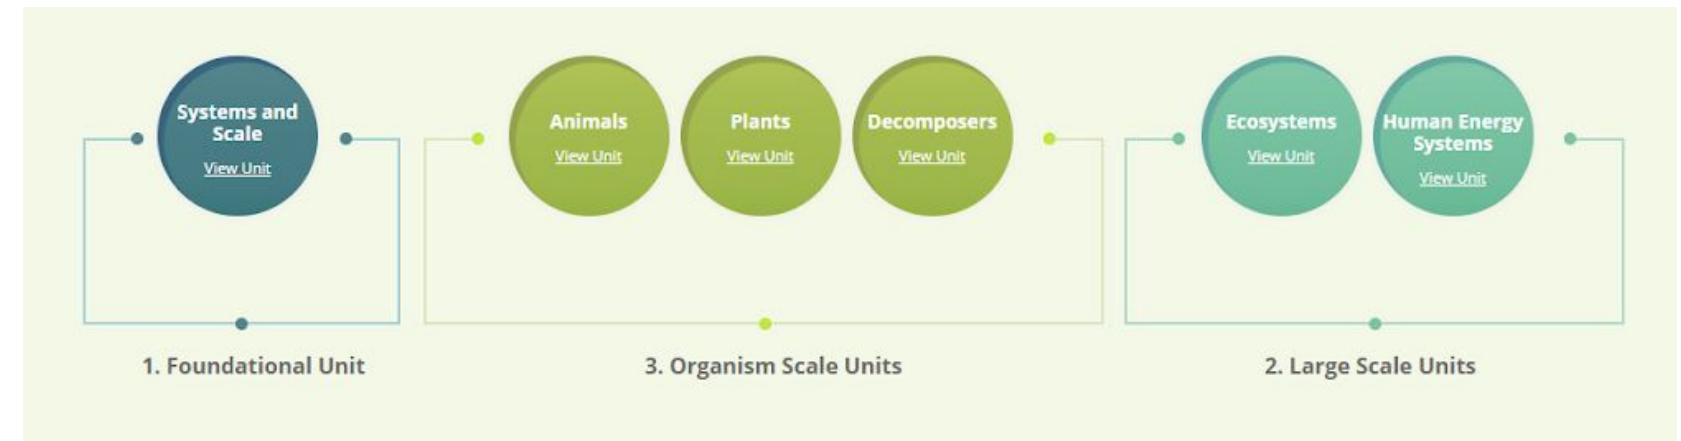 Systems and
Scale
View Unit
Animals
View Unit
Plants
View Unit
Decomposers
View Unit
Ecosystems
View Unit
Human Energy
Systems
View Unit
1. Foundational Unit
3. Organism Scale Units
2. Large Scale Units